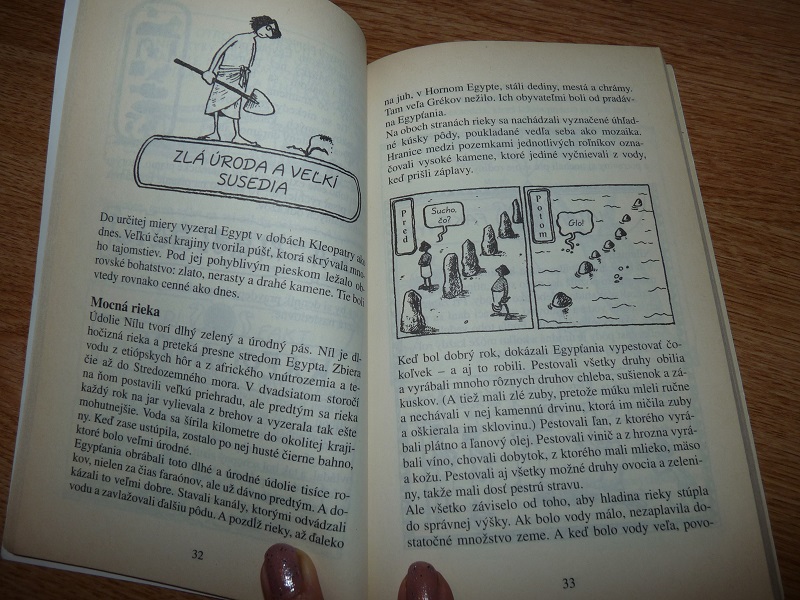 ZLÁ ÚRODA A VEĽKÍ
SUSEDIA
Do určitej miery vyzeral Egypt v dobách Kleopatry ako
dnes. Veľkú časť krajiny tvorila púšť, ktorá skrývala mno-
ho tajomstiev. Pod jej pohyblivým pieskom ležalo ob-
rovské bohatstvo: zlato, nerasty a drahé kamene. Tie boli
vtedy rovnako cenné ako dnes.
Mocná rieka
Údolie Nílu tvorí dlhý zelený a úrodný pás. Níl je dl-
hočizná rieka a preteká presne stredom Egypta. Zbiera
vodu z etiópskych hôr a z afrického vnútrozemia a te-
čie až do Stredozemného mora. V dvadsiatom storočí
na ňom postavili veľkú priehradu, ale predtým sa rieka
každý rok na jar vylievala z brehov a vyzerala tak ešte
mohutnejšie. Voda sa šírila kilometre do okolitej kraji-
ny. Keď zase ustúpila, zostalo po nej husté čierne bahno,
ktoré bolo veľmi úrodné.
Egypťania obrábali toto dlhé a úrodné údolie tisíce ro-
kov, nielen za čias faraónov, ale už dávno predtým. A do-
kázali to veľmi dobre. Stavali kanály, ktorými odvádzali
vodu a zavlažovali ďalšiu pôdu. A pozdĺž rieky, až ďaleko
32
na juh, v Hornom Egypte, stáli dediny, mestá a chrámy.
Tam veľa Grékov nežilo. Ich obyvateľmi boli od pradáv-
na Egypťania.
Na oboch stranách rieky sa nachádzali vyznačené úhľad-
né kúsky pôdy, poukladané vedľa seba ako mozaika.
Hranice medzi pozemkami jednotlivých roľníkov ozna-
čovali vysoké kamene, ktoré jediné vyčnievali z vody,
keď prišli záplavy.
Pred
Sucho,
čo?
Potom
Glo!
Keď bol dobrý rok, dokázali Egypťania vypestovať čo-
koľvek – a aj to robili. Pestovali všetky druhy obilia
a vyrábali mnoho rôznych druhov chleba, sušienok a zá-
kuskov. (A tiež mali zlé zuby, pretože múku mleli ručne
a nechávali v nej kamennú drvinu, ktorá im ničila zuby
a oškierala im sklovinu.) Pestovali ľan, z ktorého vyrá-
bali plátno a ľanový olej. Pestovali vinič a z hrozna vyrá-
bali víno, chovali dobytok, z ktorého mali mlieko, mäso
a kožu. Pestovali aj všetky možné druhy ovocia a zeleni-
ny, takže mali dosť pestrú stravu.
Ale všetko záviselo od toho, aby hladina rieky stúpla
do správnej výšky. Ak bolo vody málo, nezaplavila do-
statočné množstvo zeme. A keď bolo vody veľa, povo-
33